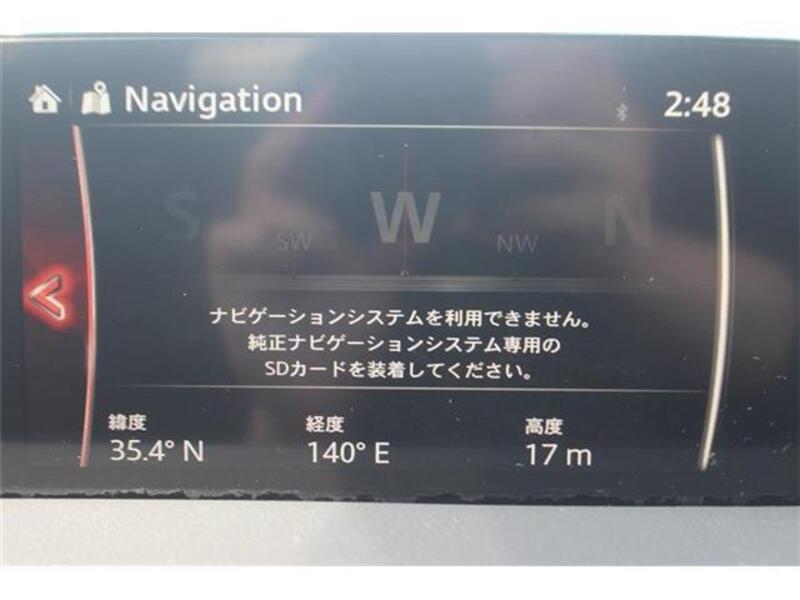 Navigation 2:48
S SW W NW N
ナビゲーションシステムを利用できません。
純正ナビゲーションシステム専用の
SDカードを装着してください。
緯度 経度 高度
35.4° N 140° E 17 m